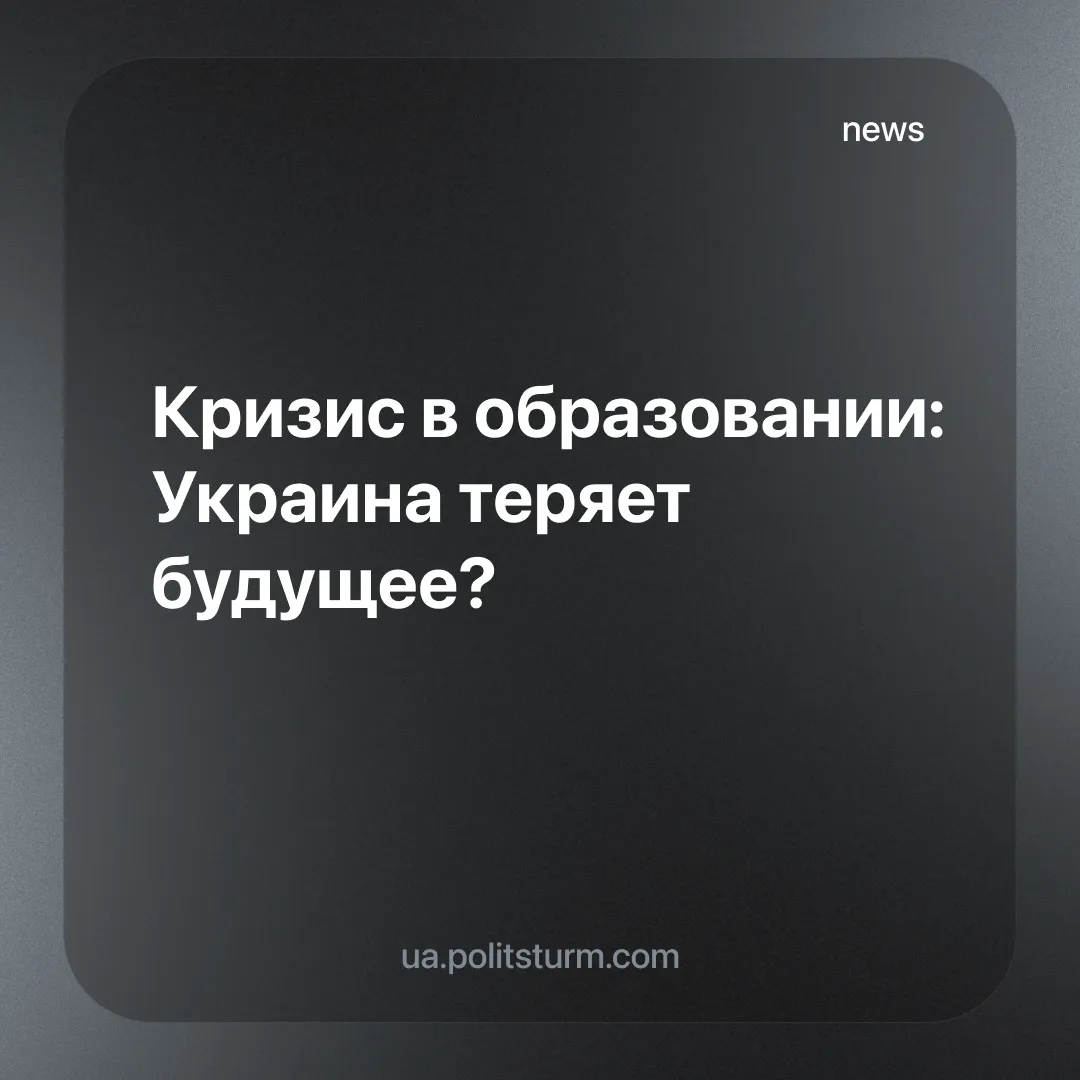 news
Кризис в образовании:
Украина теряет
будущее?
ua.politsturm.com